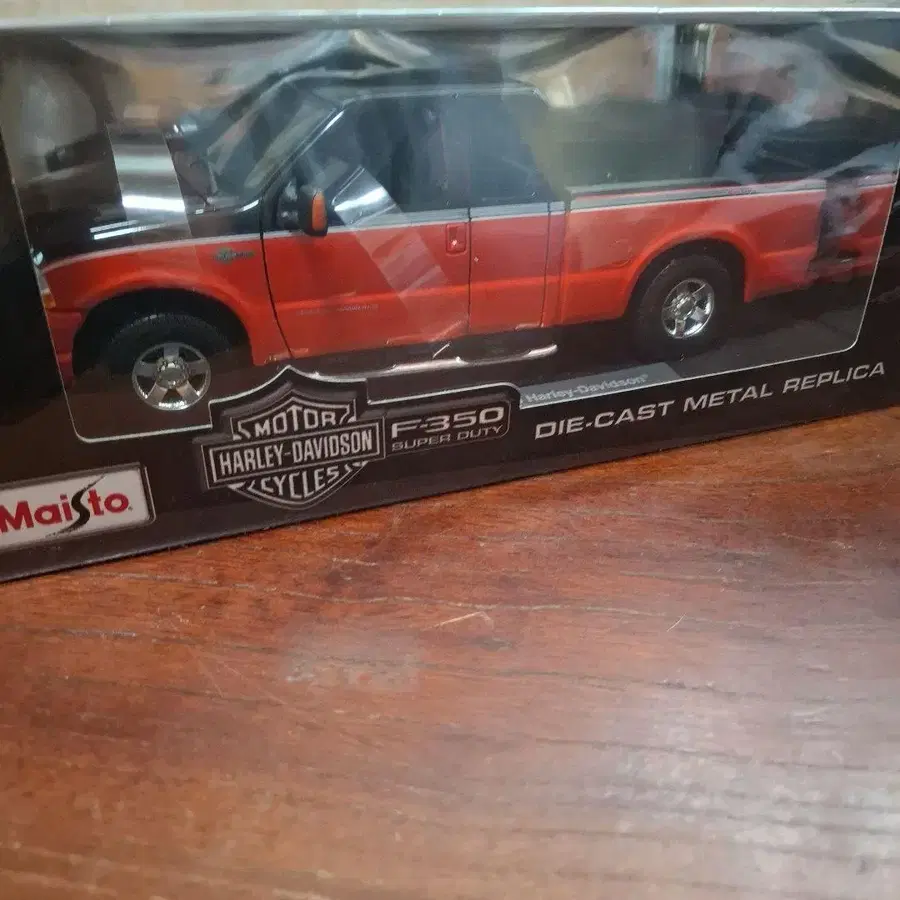 Harley-Davidson®
MOTOR
HARLEY-DAVIDSON
CYCLES
F-350
SUPER DUTY
DIE-CAST METAL REPLICA
Maisto